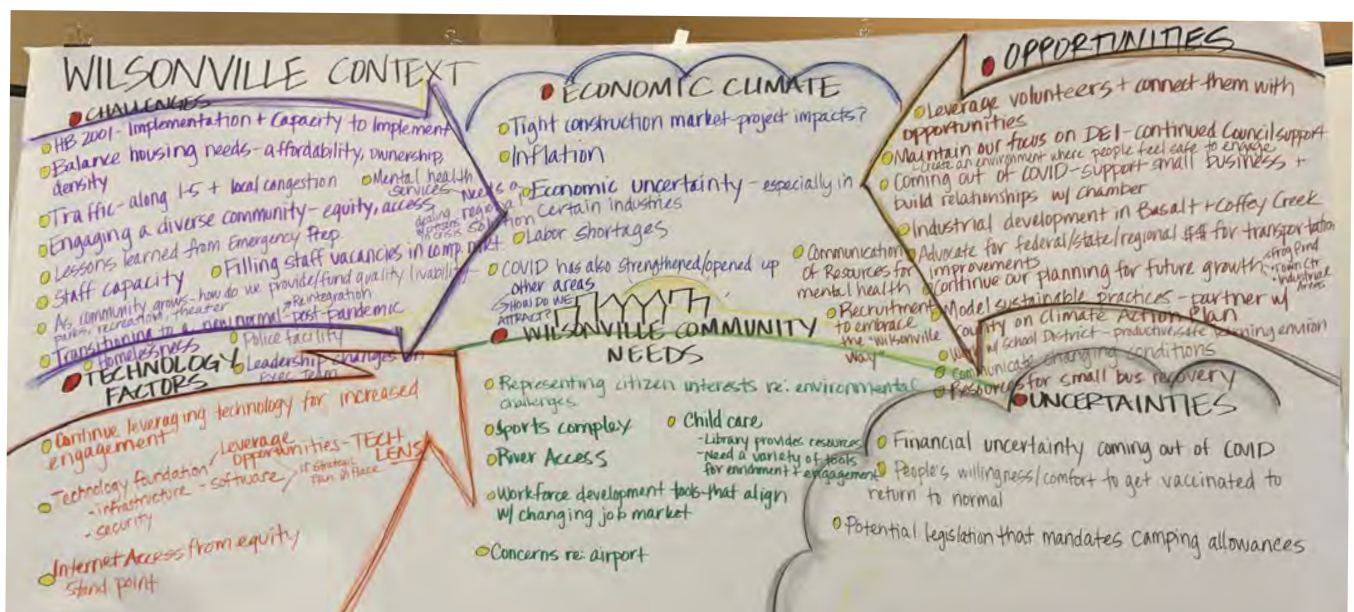 WILSONVILLE CONTEXT
CHALLENGES
HB 2001- Implementation + Capacity to Implement
Balance housing needs - affordability, ownership,
density
Traffic - along I-5 + local congestion
Mental health
services - Needs a
regional
solution
dealing
in crisis
Engaging a diverse community - equity, access
Lessons learned from Emergency Prep.
Staff capacity
Filling staff vacancies in comp. mkt
As community grows - how do we provide/fund quality livability -
parks, recreation, theater
Transitioning to a new normal - post-pandemic
Reintegration
Homelessness
Police facility
Leadership changes on
Exec Team
ECONOMIC CLIMATE
Tight construction market-project impacts?
Inflation
Economic uncertainty - especially in
certain industries
Labor shortages
COVID has also strengthened/opened up
other areas
SHOW DO WE
ATTRACT?
OPPORTUNITIES
Leverage volunteers + connect them with
opportunities
Maintain our focus on DEI - continued Council support
- create an environment where people feel safe to engage
Coming out of COVID - support small business +
build relationships w/ chamber
Industrial development in Basalt + Coffey Creek
Advocate for federal/state/regional $$ for transportation
improvements
Continue our planning for future growth
Frog Pond
Town Ctr
Industrial
Areas
Model sustainable practices - partner w/
County on Climate Action Plan
w/ School District - productive, safe learning environ
Communicate changing conditions
Resources for small bus recovery
Communication
of Resources for
mental health
Recruitment
to embrace
the "Wilsonville
Way"
TECHNOLOGY
FACTORS
Continue leveraging technology for increased
engagement
Technology foundation
- infrastructure - software
- security
Leverage
Opportunities - TECH
LENS
IT Strategic
Plan in Place
Internet Access from equity
stand point
WILSONVILLE COMMUNITY
NEEDS
Representing citizen interests re: environmental
challenges
Sports complex
River Access
Workforce development tools-that align
w/ changing job market
Concerns re: airport
Child care
- Library provides resources
- Need a variety of tools
for enrichment + engagement
UNCERTAINTIES
Financial uncertainty coming out of COVID
People's willingness/comfort to get vaccinated to
return to normal
Potential legislation that mandates camping allowances